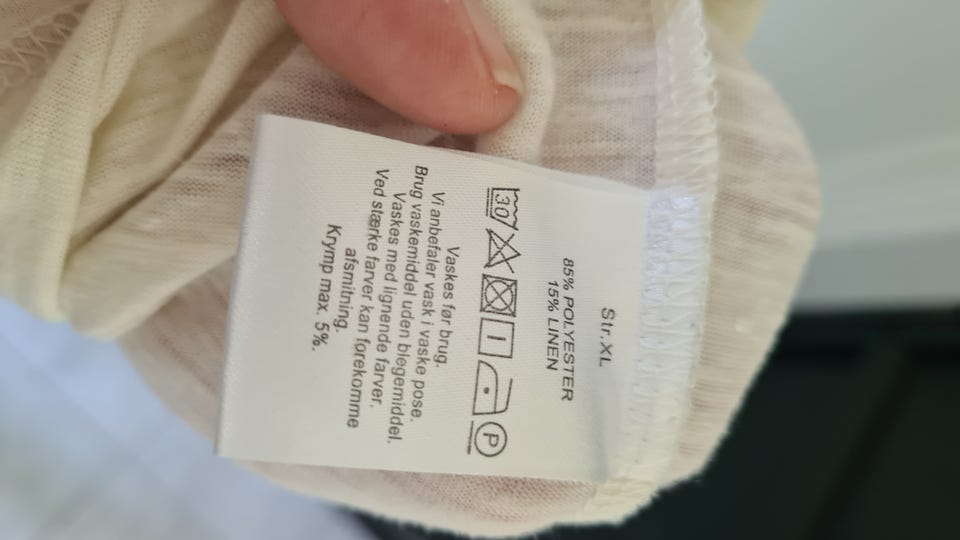 Str. XL
85% POLYESTER
15% LINEN
30 P
Vaskes før brug.
Vi anbefaler vask i vaske pose.
Brug vaskemiddel uden blegemiddel.
Vaskes med lignende farver.
Ved stærke farver kan forekomme
afsmitning.
Krymp max. 5%.